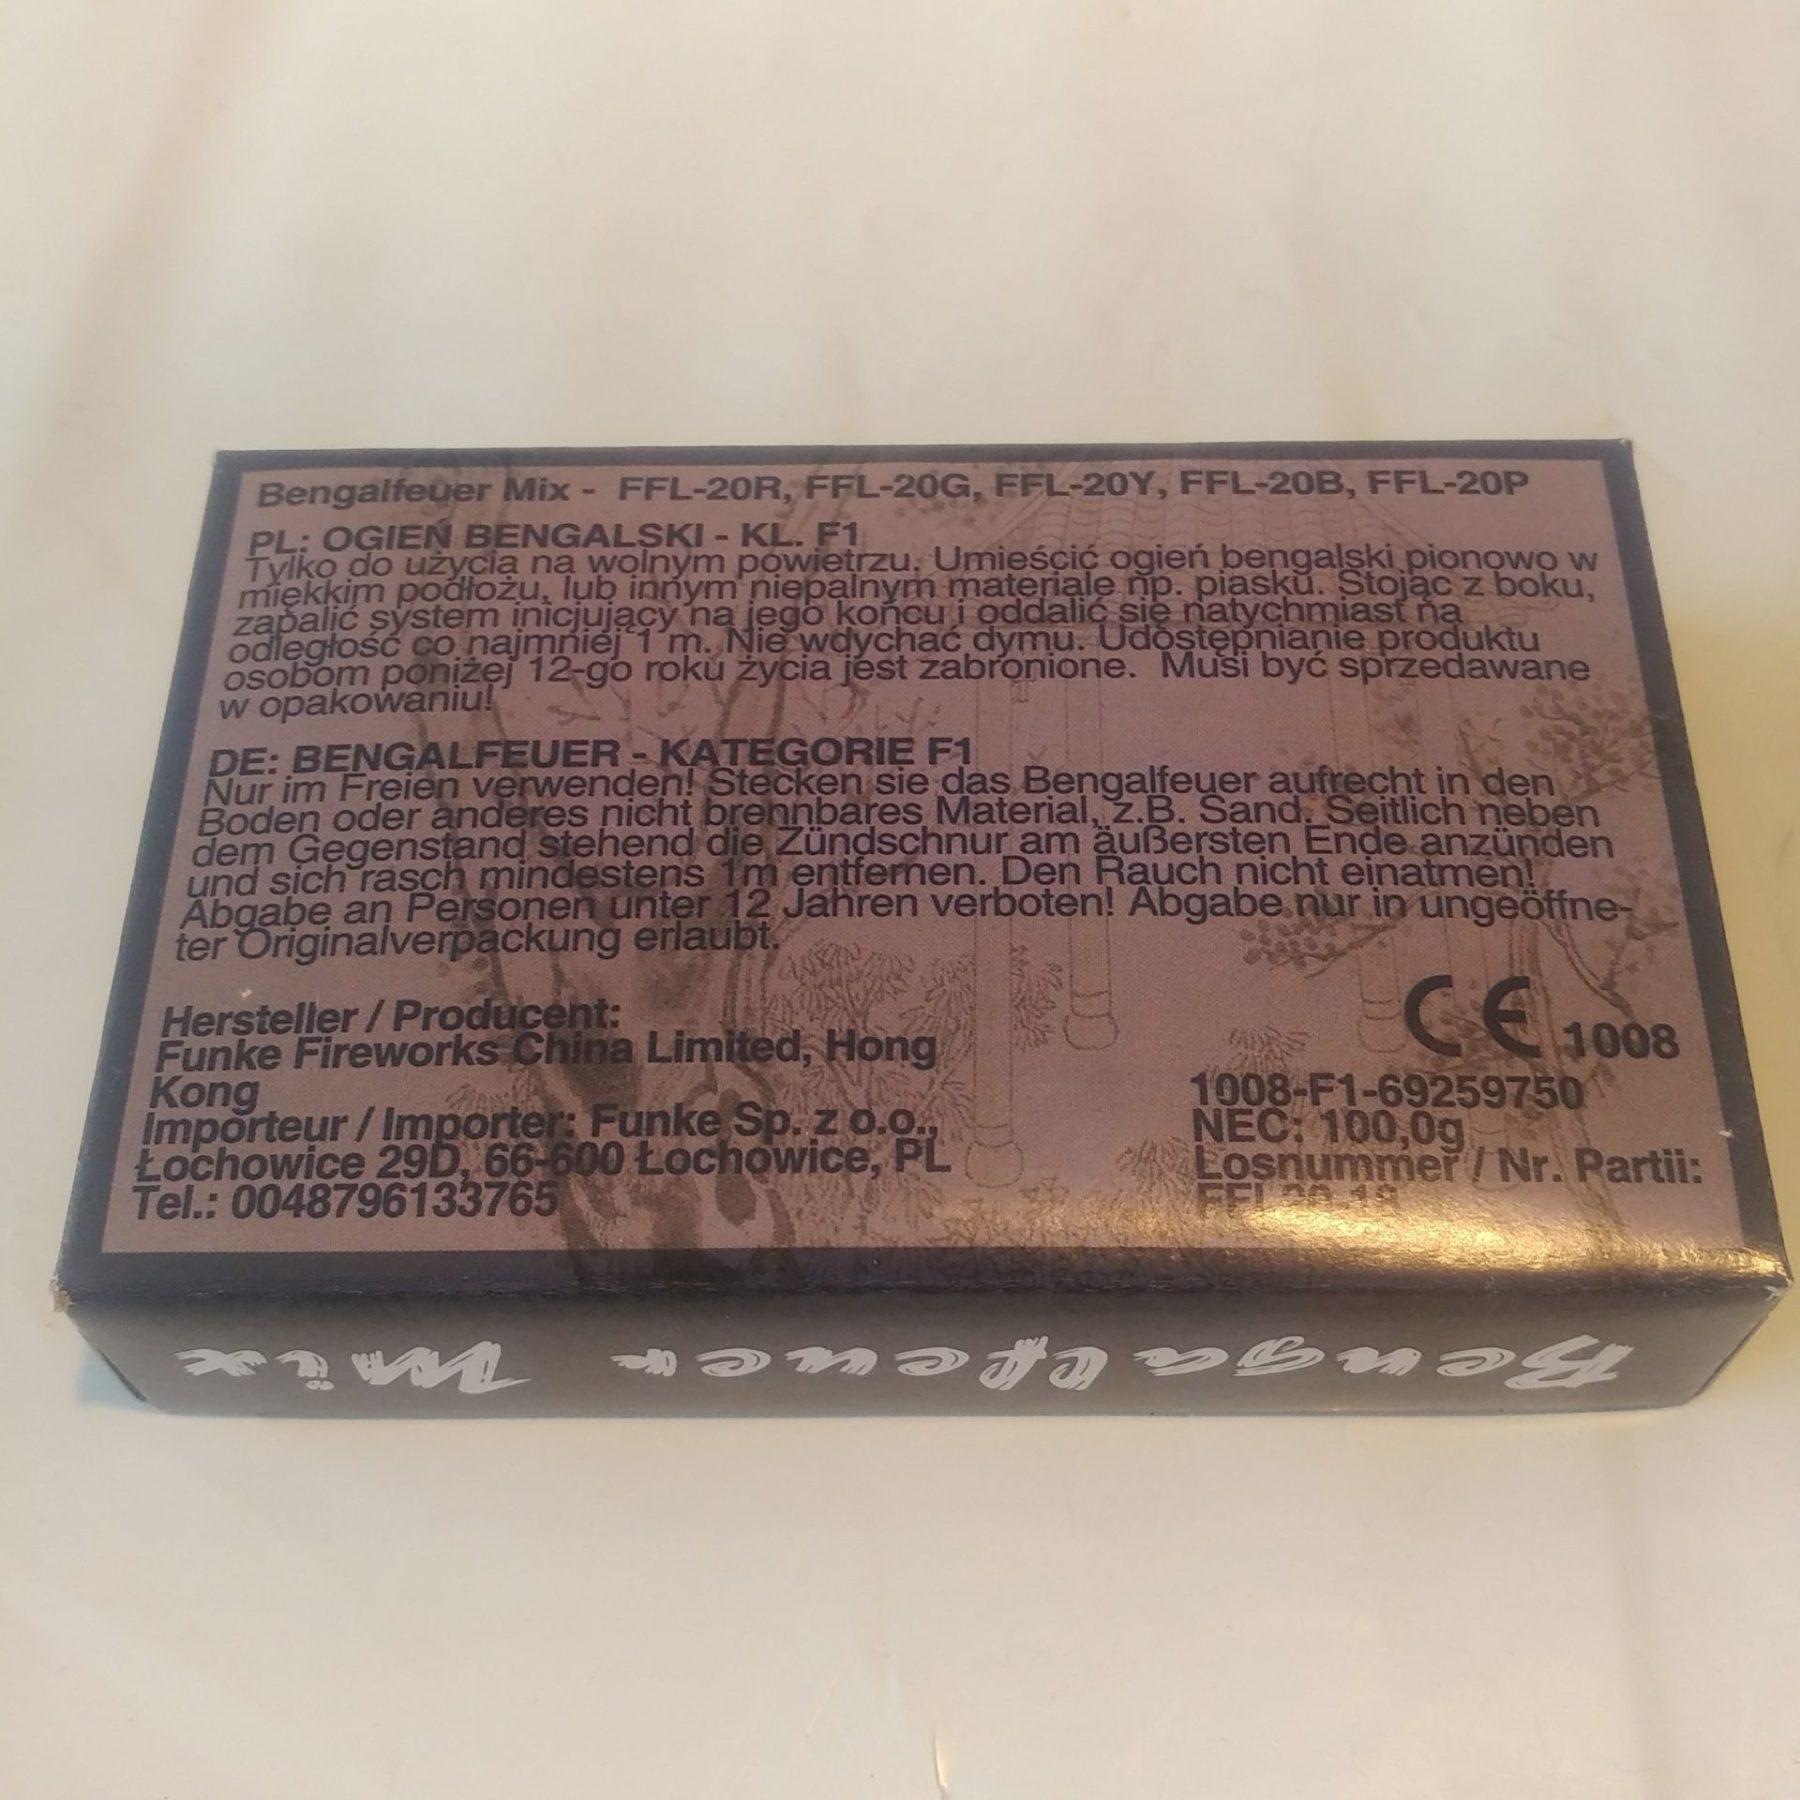 Bengalfeuer Mix - FFL-20R, FFL-20G, FFL-20Y, FFL-20B, FFL-20P
PL: OGIEŃ BENGALSKI - KL. F1
Tylko do użycia na wolnym powietrzu. Umieścić ogień bengalski pionowo w
miękkim podłożu, lub innym niepalnym materiale np. piasku. Stojąc z boku,
zapalić system inicjujący na jego końcu i oddalić się natychmiast na
odległość co najmniej 1 m. Nie wdychać dymu. Udostępnianie produktu
osobom poniżej 12-go roku życia jest zabronione. Musi być sprzedawane
w opakowaniu!
DE: BENGALFEUER - KATEGORIE F1
Nur im Freien verwenden! Stecken sie das Bengalfeuer aufrecht in den
Boden oder anderes nicht brennbares Material, z.B. Sand. Seitlich neben
dem Gegenstand stehend die Zündschnur am äußersten Ende anzünden
und sich rasch mindestens 1m entfernen. Den Rauch nicht einatmen!
Abgabe an Personen unter 12 Jahren verboten! Abgabe nur in ungeöffne-
ter Originalverpackung erlaubt.
Hersteller / Producent:
Funke Fireworks China Limited, Hong
Kong
Importeur / Importer: Funke Sp. z o.o.,
Łochowice 29D, 66-600 Łochowice, PL
Tel.: 0048796133765
CE 1008
1008-F1-69259750
NEC: 100,0g
Losnummer / Nr. Partii:
Bengalfeuer Mix